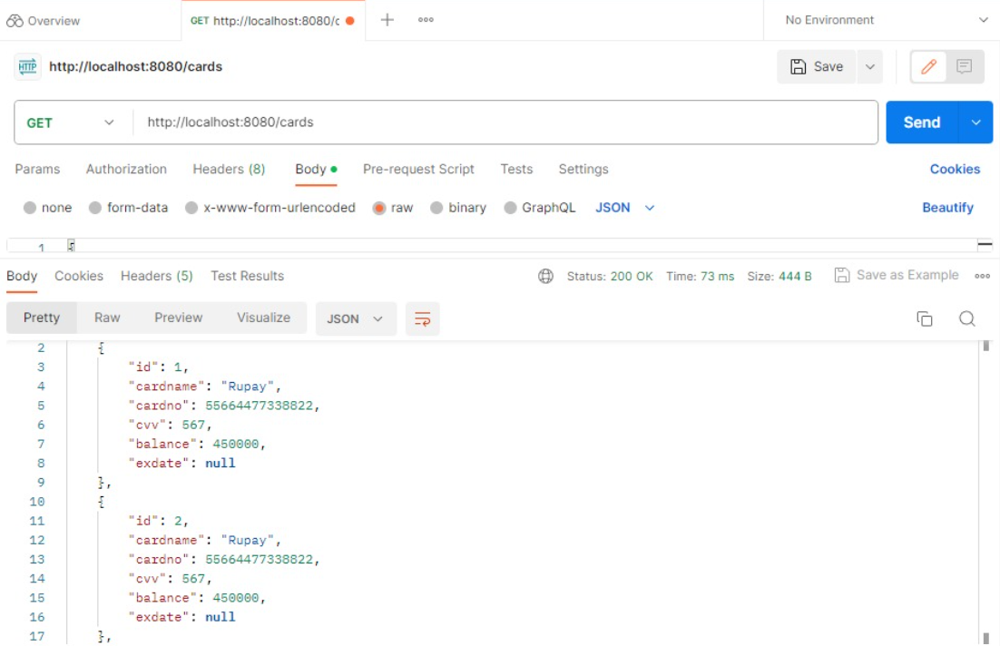 Overview
GET http://localhost:8080/c
No Environment
HTTP http://localhost:8080/cards
Save
GET http://localhost:8080/cards Send
Params Authorization Headers (8) Body Pre-request Script Tests Settings Cookies
none form-data x-www-form-urlencoded raw binary GraphQL JSON Beautify
1 {
Body Cookies Headers (5) Test Results Status: 200 OK Time: 73 ms Size: 444 B Save as Example
Pretty Raw Preview Visualize JSON
2 {
3 "id": 1,
4 "cardname": "Rupay",
5 "cardno": 55664477338822,
6 "cvv": 567,
7 "balance": 450000,
8 "exdate": null
9 },
10 {
11 "id": 2,
12 "cardname": "Rupay",
13 "cardno": 55664477338822,
14 "cvv": 567,
15 "balance": 450000,
16 "exdate": null
17 },